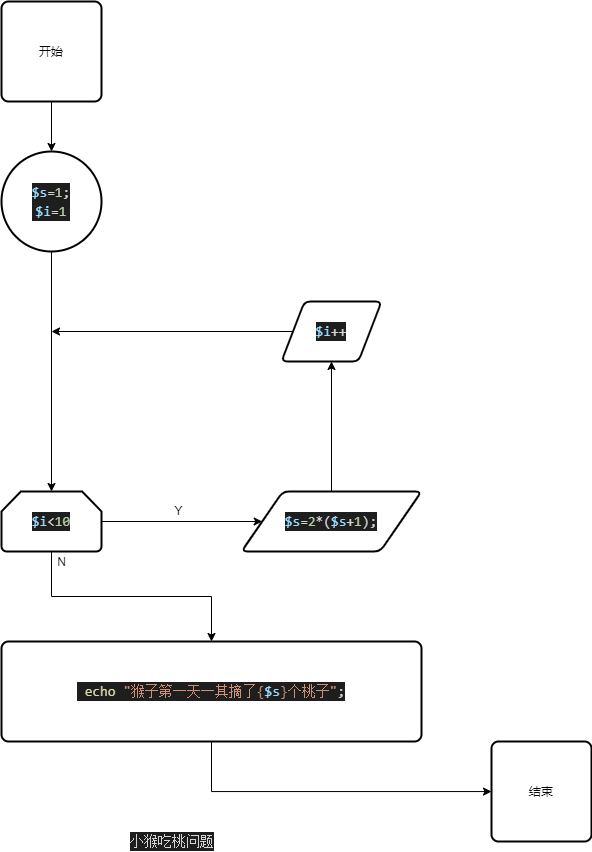 开始
$s=1;
$i=1
$i++
$i<10
Y
$s=2*($s+1);
N
echo "猴子第一天一其摘了{$s}个桃子";
结束
小猴吃桃问题